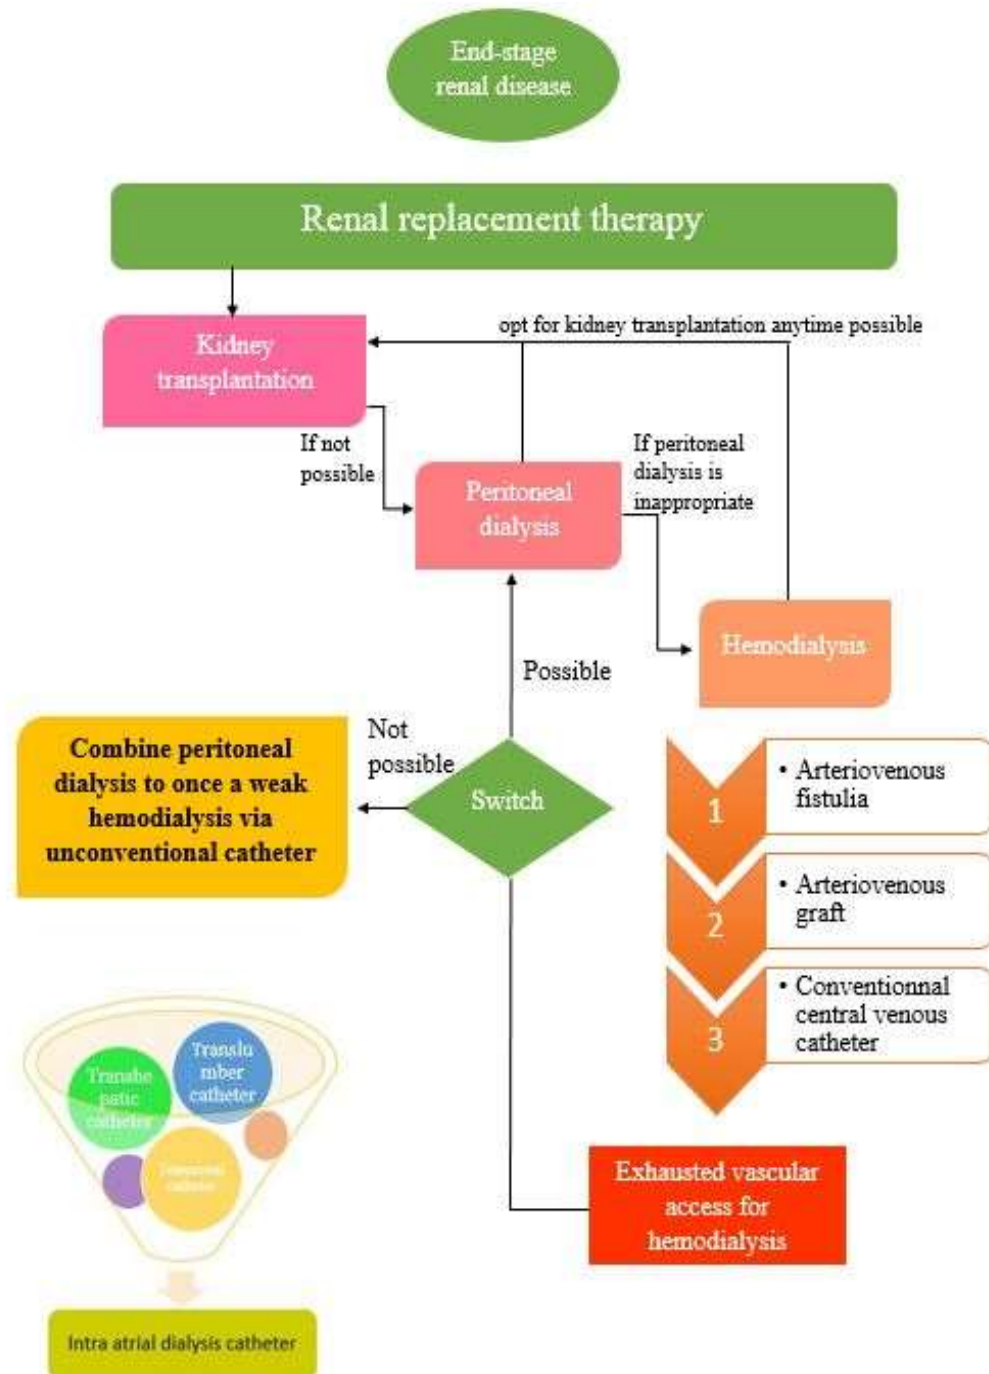 End-stage
renal disease
Renal replacement therapy
opt for kidney transplantation anytime possible
Kidney
transplantation
If not
possible
If peritoneal
dialysis is
inappropriate
Peritoneal
dialysis
Hemodialysis
Possible
Not
possible
Combine peritoneal
dialysis to once a weak
hemodialysis via
unconventional catheter
Switch
1
• Arteriovenous
fistulia
2
• Arteriovenous
graft
3
• Conventionnal
central venous
catheter
Translu
mber
catheter
Transhe
patic
catheter
catheter
Exhausted vascular
access for
hemodialysis
Intra atrial dialysis catheter